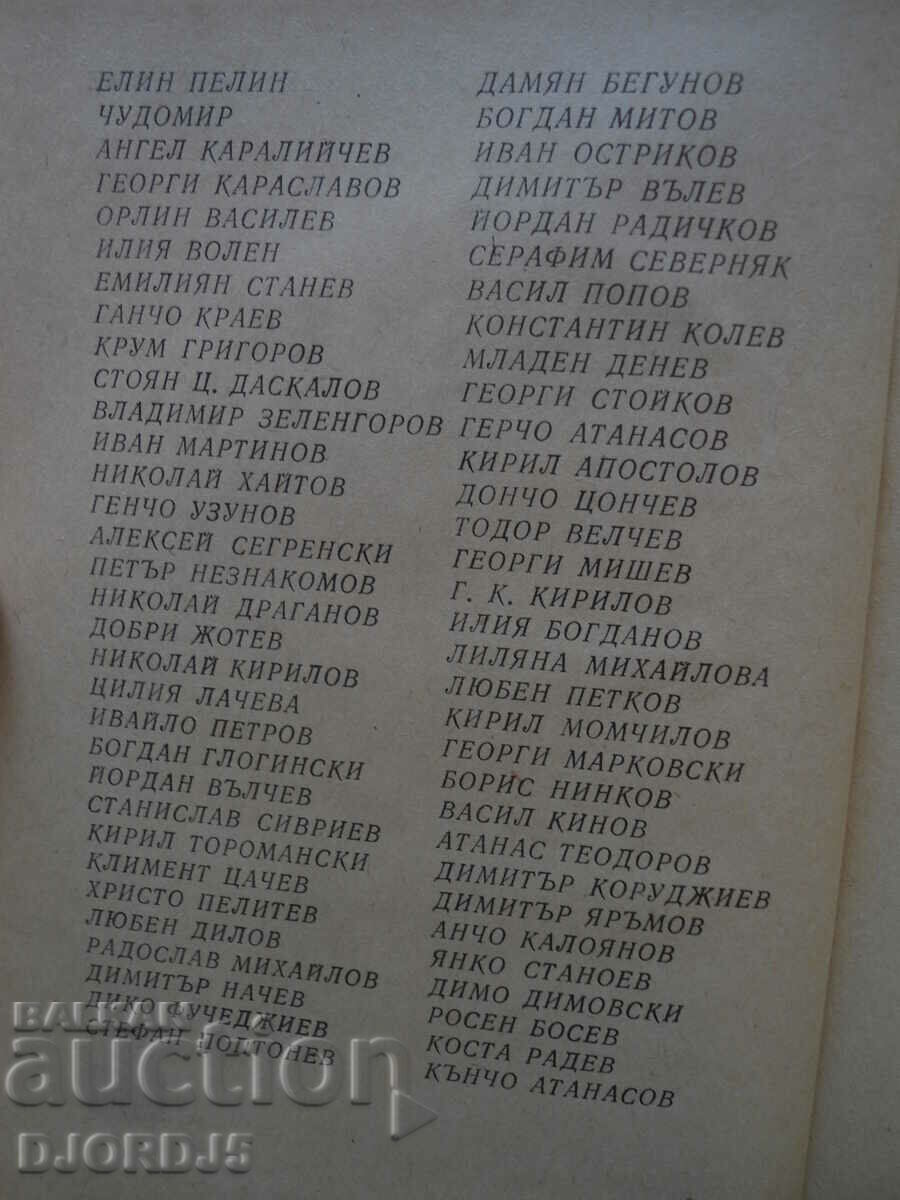 ЕЛИН ПЕЛИН
ЧУДОМИР
АНГЕЛ КАРАЛИЙЧЕВ
ГЕОРГИ КАРАСЛАВОВ
ОРЛИН ВАСИЛЕВ
ИЛИЯ ВОЛЕН
ЕМИЛИЯН СТАНЕВ
ГАНЧО КРАЕВ
КРУМ ГРИГОРОВ
СТОЯН Ц. ДАСКАЛОВ
ВЛАДИМИР ЗЕЛЕНГОРОВ
ИВАН МАРТИНОВ
НИКОЛАЙ ХАЙТОВ
ГЕНЧО УЗУНОВ
АЛЕКСЕЙ СЕГРЕНСКИ
ПЕТЪР НЕЗНАКОМОВ
НИКОЛАЙ ДРАГАНОВ
ДОБРИ ЖОТЕВ
НИКОЛАЙ КИРИЛОВ
ЦИЛИЯ ЛАЧЕВА
ИВАЙЛО ПЕТРОВ
БОГДАН ГЛОГИНСКИ
ЙОРДАН ВЪЛЧЕВ
СТАНИСЛАВ СИВРИЕВ
КИРИЛ ТОРОМАНСКИ
КЛИМЕНТ ЦАЧЕВ
ХРИСТО ПЕЛИТЕВ
ЛЮБЕН ДИЛОВ
РАДОСЛАВ МИХАЙЛОВ
ДИМИТЪР НАЧЕВ
ДИКО ФУЧЕДЖИЕВ
СТЕФАН ПОПТОНЕВ
ДАМЯН БЕГУНОВ
БОГДАН МИТОВ
ИВАН ОСТРИКОВ
ДИМИТЪР ВЪЛЕВ
ЙОРДАН РАДИЧКОВ
СЕРАФИМ СЕВЕРНЯК
ВАСИЛ ПОПОВ
КОНСТАНТИН КОЛЕВ
МЛАДЕН ДЕНЕВ
ГЕОРГИ СТОЙКОВ
ГЕРЧО АТАНАСОВ
КИРИЛ АПОСТОЛОВ
ДОНЧО ЦОНЧЕВ
ТОДОР ВЕЛЧЕВ
ГЕОРГИ МИШЕВ
Г. К. КИРИЛОВ
ИЛИЯ БОГДАНОВ
ЛИЛЯНА МИХАЙЛОВА
ЛЮБЕН ПЕТКОВ
КИРИЛ МОМЧИЛОВ
ГЕОРГИ МАРКОВСКИ
БОРИС НИНКОВ
ВАСИЛ КИНОВ
АТАНАС ТЕОДОРОВ
ДИМИТЪР КОРУДЖИЕВ
ДИМИТЪР ЯРЪМОВ
АНЧО КАЛОЯНОВ
ЯНКО СТАНОЕВ
ДИМО ДИМОВСКИ
РОСЕН БОСЕВ
КОСТА РАДЕВ
КЪНЧО АТАНАСОВ
BALKAN
auction
DJORDJ5